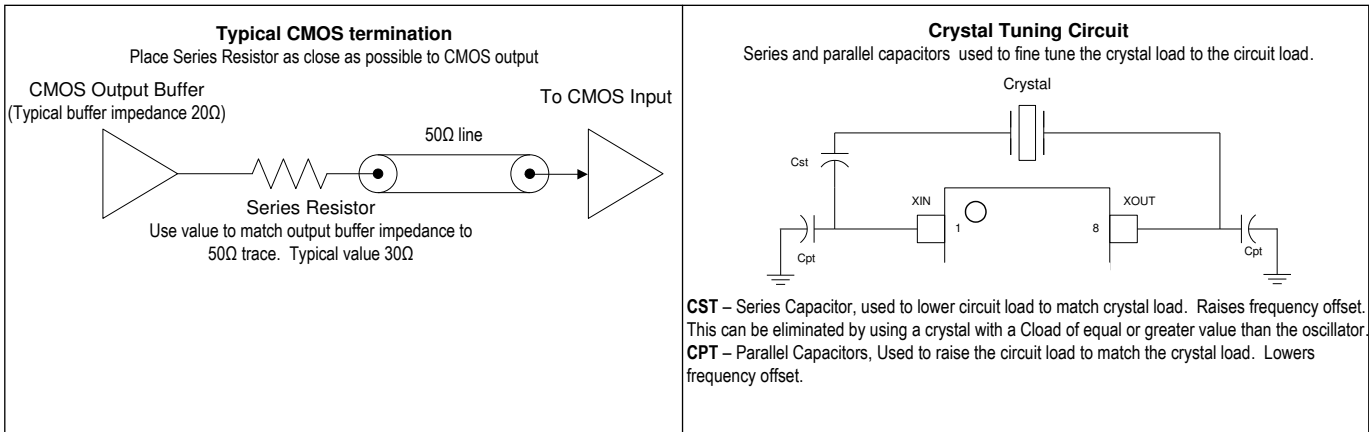 Typical CMOS termination
Place Series Resistor as close as possible to CMOS output
CMOS Output Buffer
(Typical buffer impedance 20Ω)
To CMOS Input
50Ω line
Series Resistor
Use value to match output buffer impedance to
50Ω trace. Typical value 30Ω
Crystal Tuning Circuit
Series and parallel capacitors used to fine tune the crystal load to the circuit load.
Crystal
Cst
XIN
XOUT
1
8
Cpt
Cpt
CST – Series Capacitor, used to lower circuit load to match crystal load. Raises frequency offset.
This can be eliminated by using a crystal with a Cload of equal or greater value than the oscillator.
CPT – Parallel Capacitors, Used to raise the circuit load to match the crystal load. Lowers
frequency offset.